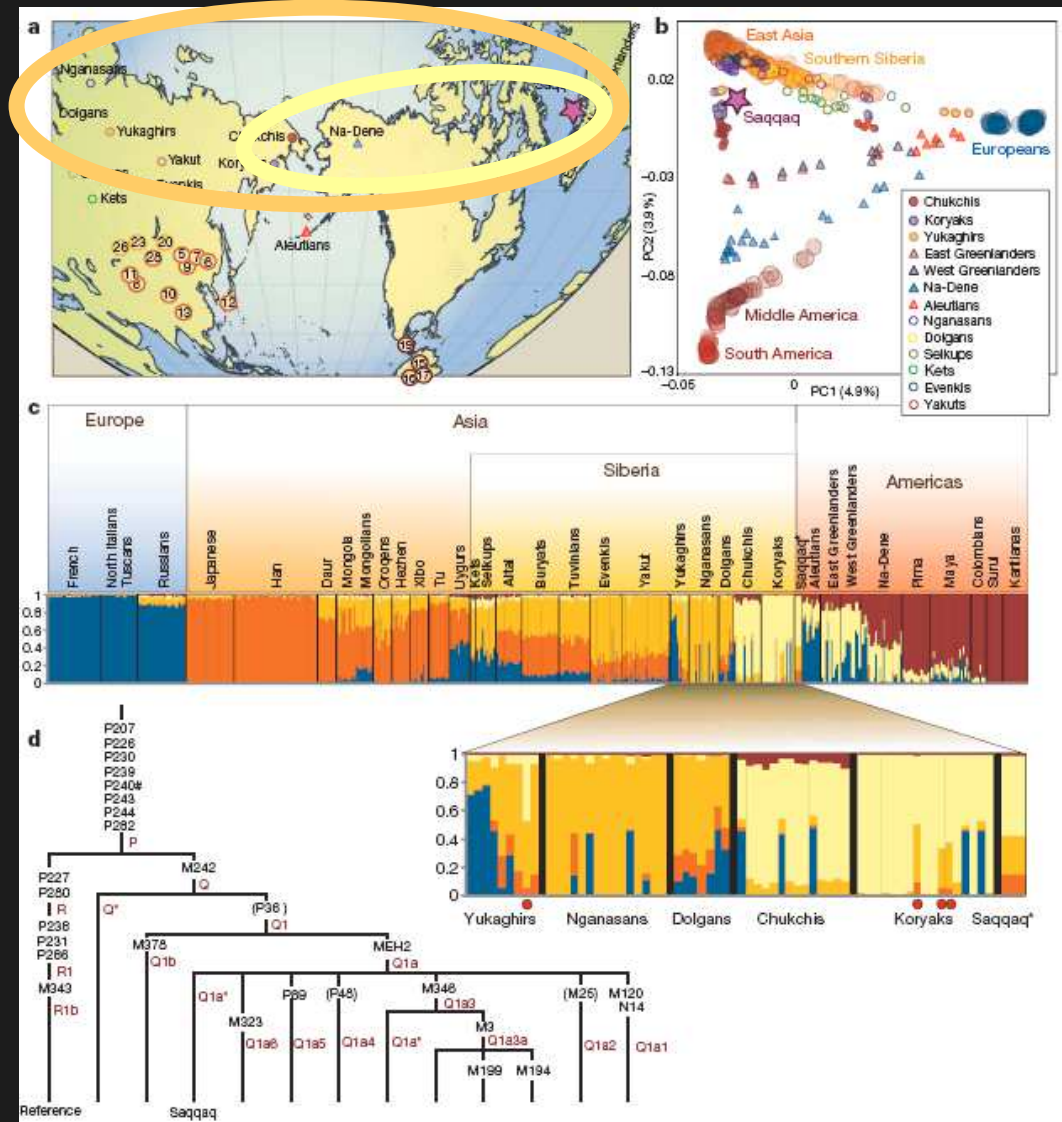 a
Nganasans
Dolgans
Yukaghirs
Chukchis
Na-Dene
Yakut
Evenkis
Kets
Aleutians
26 23 20
28 5 7 6
9
11
8
10
12
13
19
15
16 17
b
East Asia
Southern Siberia
Saqqaq
Europeans
Middle America
South America
0.02
−0.03
−0.08
−0.13
−0.05
0
PC2 (3.9%)
PC1 (4.9%)
Chukchis
Koryaks
Yukaghirs
East Greenlanders
West Greenlanders
Na-Dene
Aleutians
Nganasans
Dolgans
Selkups
Kets
Evenkis
Yakuts
c
Europe
Asia
Siberia
Americas
French
North Italians
Tuscans
Russians
Japanese
Han
Daur
Mongola
Mongolians
Oroqens
Hezhen
Xibo
Tu
Uygurs
Kets
Selkups
Altai
Buryats
Tuvinians
Evenkis
Yakut
Yukaghirs
Nganasans
Dolgans
Chukchis
Koryaks
Saqqaq*
Aleutians
East Greenlanders
West Greenlanders
Na-Dene
Pima
Maya
Colombians
Surui
Karitianas
1
0.8
0.6
0.4
0.2
0
1
0.8
0.6
0.4
0.2
0
Yukaghirs Nganasans Dolgans Chukchis Koryaks Saqqaq*
d
P207
P226
P230
P239
P240#
P243
P244
P282
P
P227
P280
R
P238
P231
P286
R1
M343
R1b
M242
Q
Q*
(P36 )
Q1
M378
Q1b
MEH2
Q1a
Q1a*
M323
Q1a6
P89
Q1a5
(P48)
Q1a4
M346
Q1a3
Q1a*
M3
Q1a3a
M199 M194
(M25)
Q1a2
M120
N14
Q1a1
Reference
Saqqaq